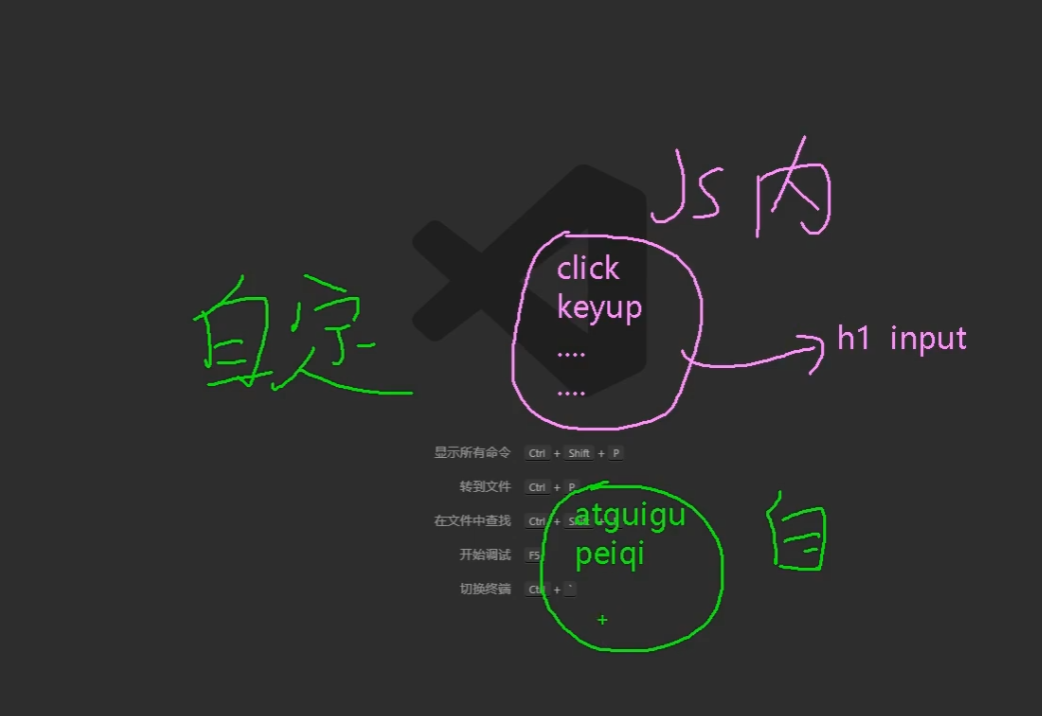 JS 内
click
keyup
....
....
h1 input
自定
显示所有命令 Ctrl + Shift + P
转到文件 Ctrl + P
在文件中查找 Ctrl + Shift +
开始调试 F5
切换终端 Ctrl + `
atguigu
peiqi
自